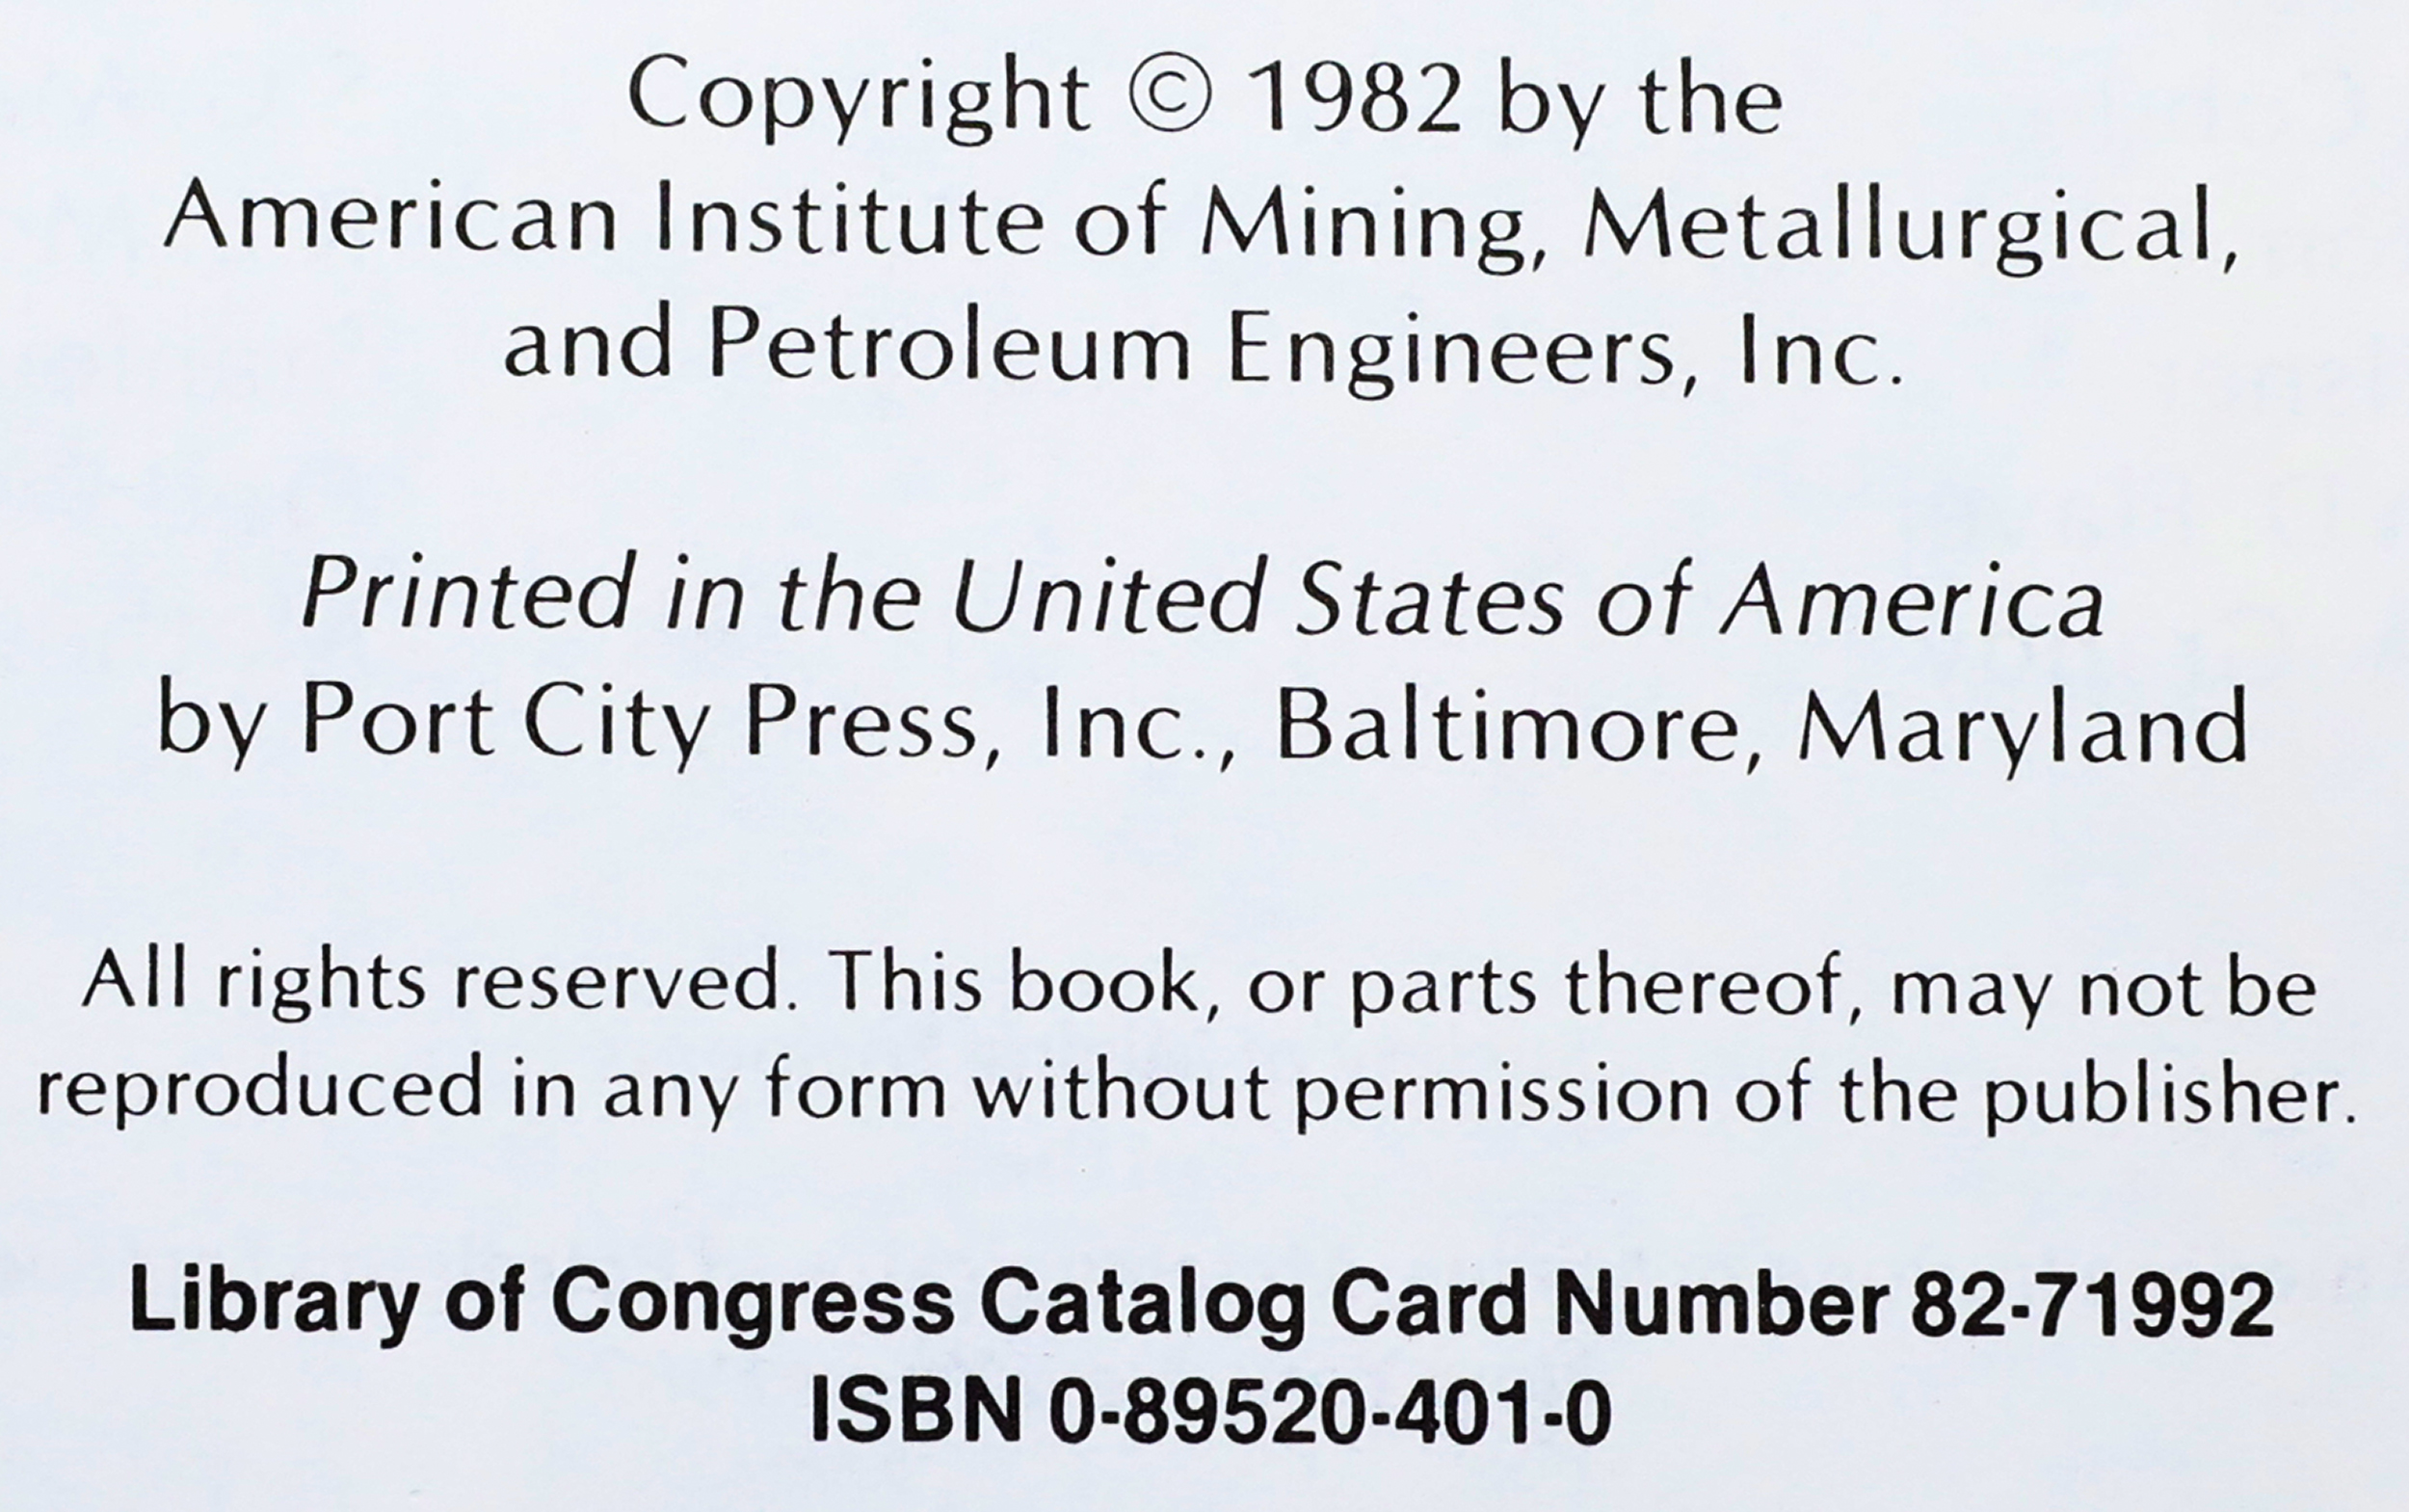 Copyright © 1982 by the
American Institute of Mining, Metallurgical,
and Petroleum Engineers, Inc.
Printed in the United States of America
by Port City Press, Inc., Baltimore, Maryland
All rights reserved. This book, or parts thereof, may not be
reproduced in any form without permission of the publisher.
Library of Congress Catalog Card Number 82-71992
ISBN 0-89520-401-0